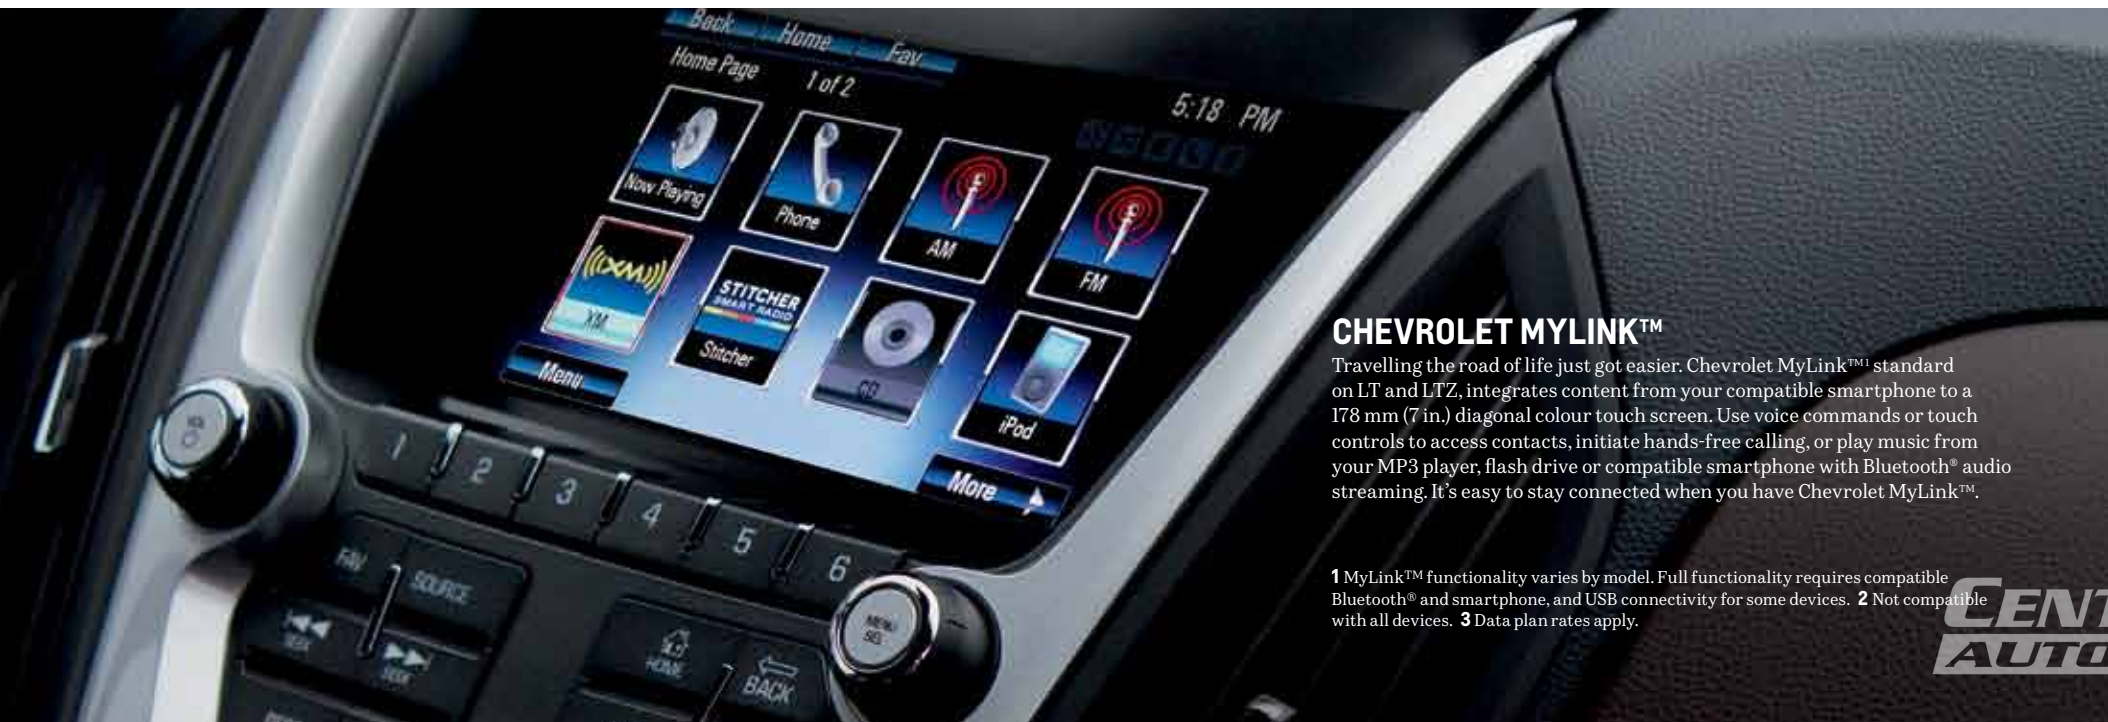 Back Home Fav
Home Page 1 of 2
5:18 PM
Now Playing
Phone
AM
FM
((XM))
XM
STITCHER
SMART RADIO
Stitcher
CD
iPod
Menu
More
VOL
1 2 3 4 5 6
FAV
SOURCE
SEEK
SEEK
HOME
BACK
MENU
SEL
CHEVROLET MYLINK™
Travelling the road of life just got easier. Chevrolet MyLink™¹ standard
on LT and LTZ, integrates content from your compatible smartphone to a
178 mm (7 in.) diagonal colour touch screen. Use voice commands or touch
controls to access contacts, initiate hands-free calling, or play music from
your MP3 player, flash drive or compatible smartphone with Bluetooth® audio
streaming. It’s easy to stay connected when you have Chevrolet MyLink™.
1 MyLink™ functionality varies by model. Full functionality requires compatible
Bluetooth® and smartphone, and USB connectivity for some devices. 2 Not compatible
with all devices. 3 Data plan rates apply.
CENT
AUTO